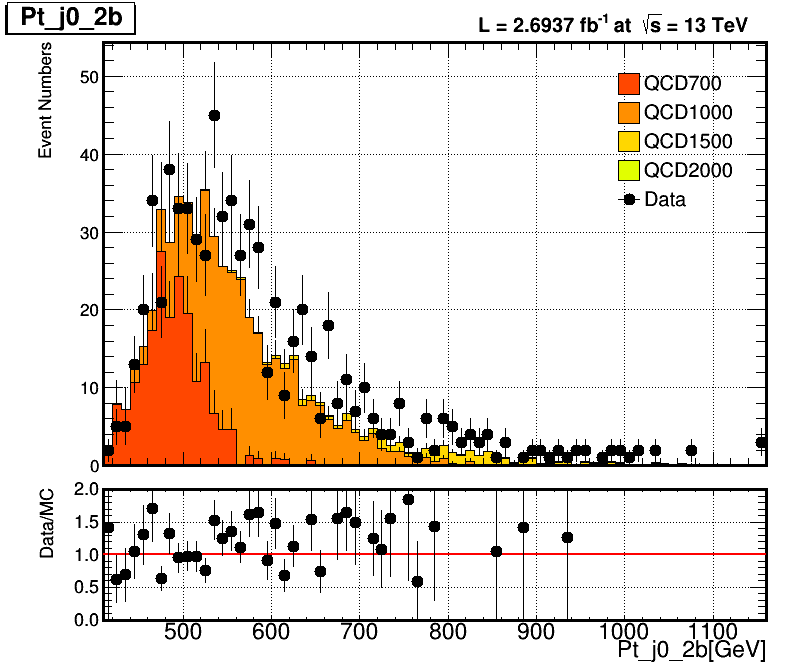 Pt_j0_2b
L = 2.6937 fb-1 at √s = 13 TeV
Event Numbers
50
40
30
20
10
0
QCD700
QCD1000
QCD1500
QCD2000
Data
Data/MC
2.0
1.5
1.0
0.5
0.0
500 600 700 800 900 1000 1100
Pt_j0_2b[GeV]